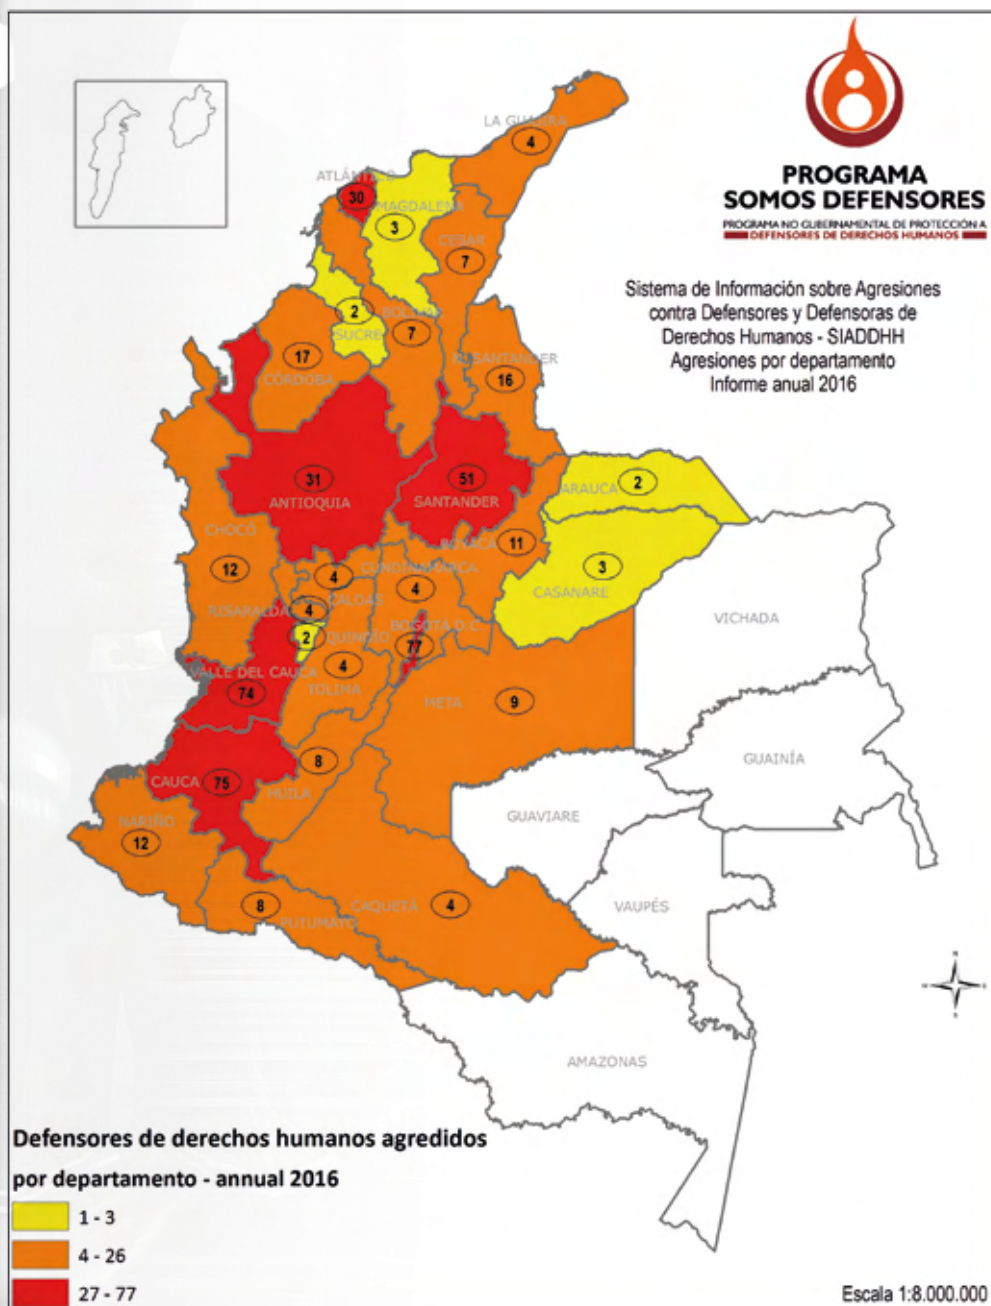 PROGRAMA
SOMOS DEFENSORES
PROGRAMA NO GUBERNAMENTAL DE PROTECCIÓN A
DEFENSORES DE DERECHOS HUMANOS
Sistema de Información sobre Agresiones
contra Defensores y Defensoras de
Derechos Humanos - SIADDHH
Agresiones por departamento
Informe anual 2016
LA GUAJIRA
4
ATLÁNTICO
30
MAGDALENA
3
CESAR
7
2
SUCRE
BOLÍVAR
7
17
CÓRDOBA
N. SANTANDER
16
31
ANTIOQUIA
51
SANTANDER
2
ARAUCA
CHOCÓ
12
BOYACÁ
11
3
CASANARE
VICHADA
4
CALDAS
CUNDINAMARCA
4
RISARALDA
4
2
QUINDÍO
BOGOTÁ D.C
77
VALLE DEL CAUCA
74
4
TOLIMA
META
9
GUAINÍA
CAUCA
75
8
HUILA
GUAVIARE
NARIÑO
12
VAUPÉS
8
PUTUMAYO
CAQUETÁ
4
N
S
AMAZONAS
Defensores de derechos humanos agredidos
por departamento - annual 2016
1 - 3
4 - 26
27 - 77
Escala 1:8.000.000